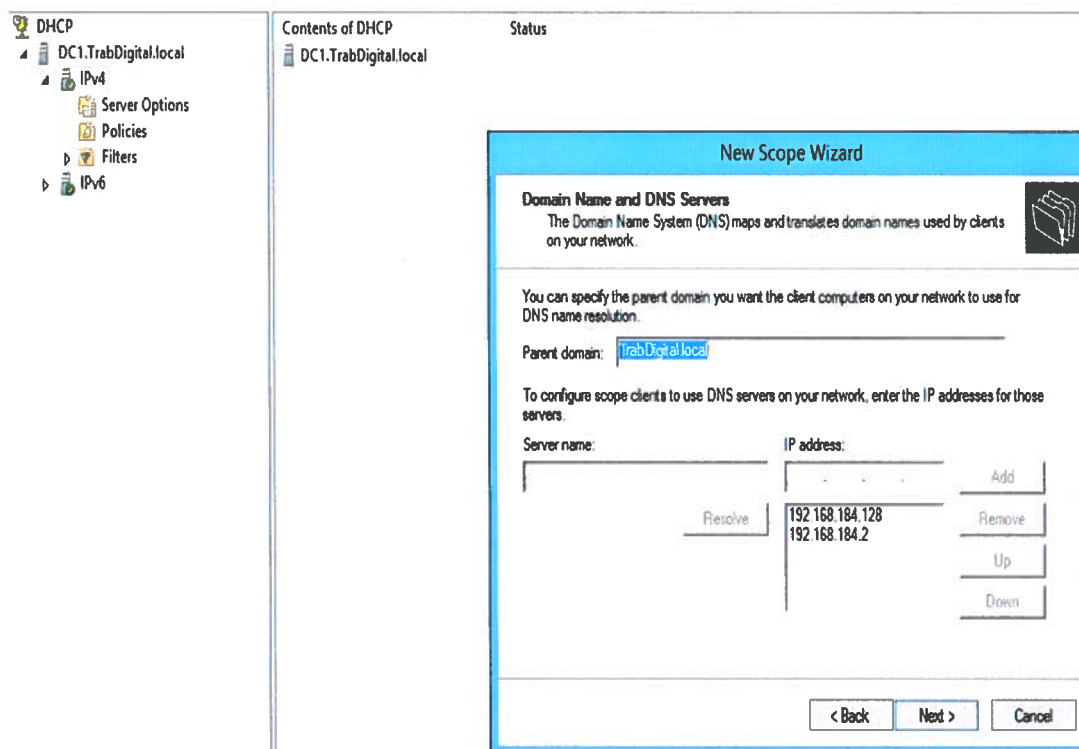 DHCP
DC1.TrabDigital.local
IPv4
Server Options
Policies
Filters
IPv6
Contents of DHCP
Status
DC1.TrabDigital.local
New Scope Wizard
Domain Name and DNS Servers
The Domain Name System (DNS) maps and translates domain names used by clients
on your network.
You can specify the parent domain you want the client computers on your network to use for
DNS name resolution.
Parent domain: TrabDigital.local
To configure scope clients to use DNS servers on your network, enter the IP addresses for those
servers.
Server name:
IP address:
Add
Resolve
192.168.184.128
192.168.184.2
Remove
Up
Down
< Back
Next >
Cancel